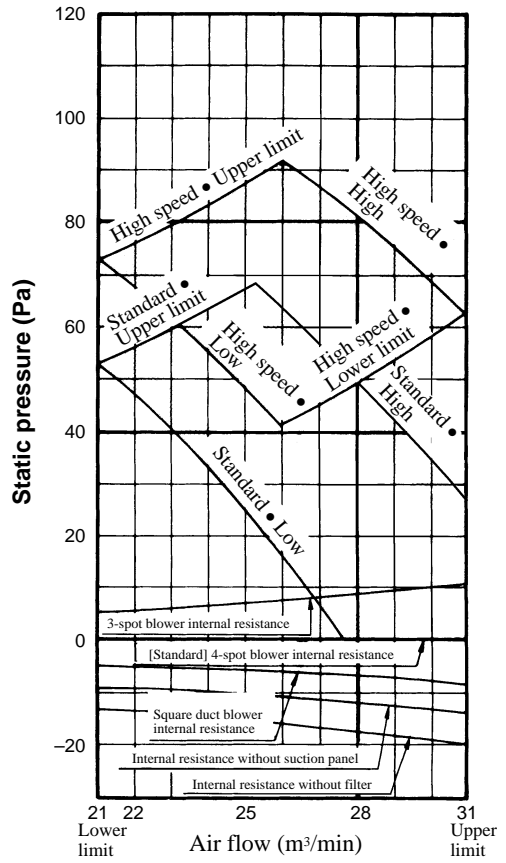 120
100
80
60
40
20
0
–20
Static pressure (Pa)
High speed ● Upper limit
High speed ●
High
Standard ●
Upper limit
High speed ●
Low
High speed ●
Lower limit
Standard ●
High
Standard ● Low
3-spot blower internal resistance
[Standard] 4-spot blower internal resistance
Square duct blower
internal resistance
Internal resistance without suction panel
Internal resistance without filter
21 22 25 28 31
Lower
limit
Air flow (m³/min)
Upper
limit